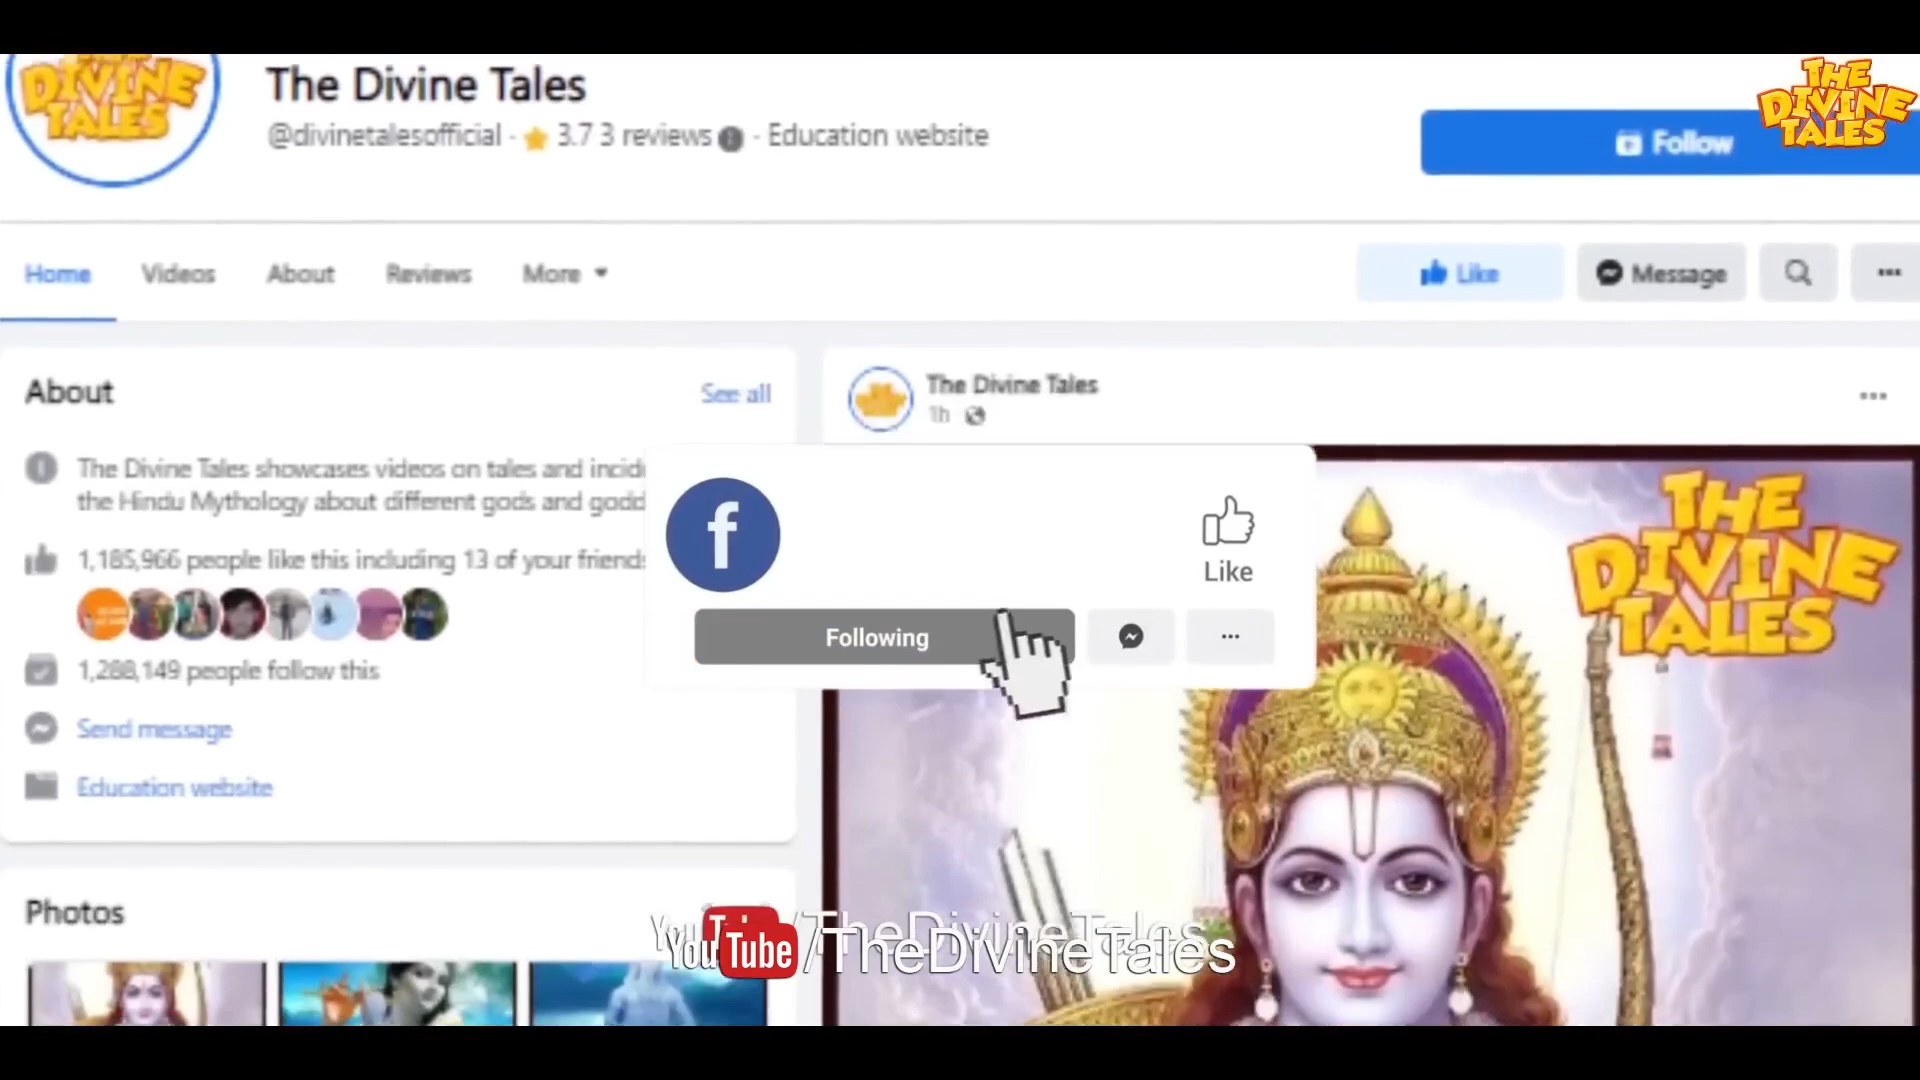 DIVINE
TALES
The Divine Tales
@divinetalesofficial · 3.7 3 reviews · Education website
Follow
THE
DIVINE
TALES
Home Videos About Reviews More
Like Message
About See all
The Divine Tales showcases videos on tales and
the Hindu Mythology about different gods and
1,185,966 people like this including 13 of your friends
1,288,149 people follow this
Send message
Education website
The Divine Tales
1h
THE
DIVINE
TALES
f
Like
Following
Photos
YouTube/TheDivineTales
YouTube/TheDivineTales